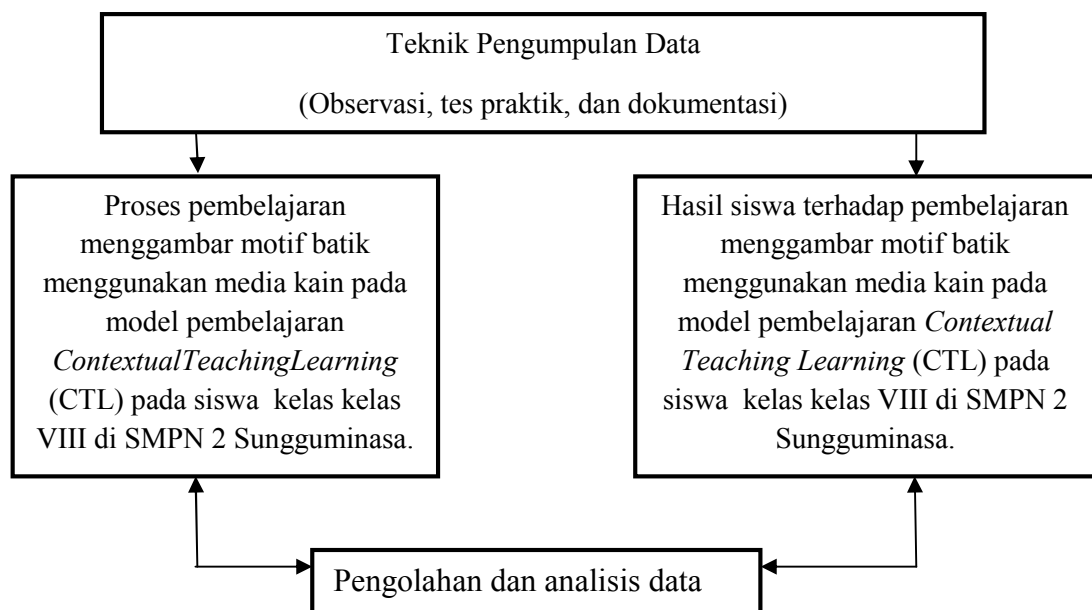 Teknik Pengumpulan Data
(Observasi, tes praktik, dan dokumentasi)
Proses pembelajaran
menggambar motif batik
menggunakan media kain pada
model pembelajaran
ContextualTeachingLearning
(CTL) pada siswa  kelas kelas
VIII di SMPN 2 Sungguminasa.
Hasil siswa terhadap pembelajaran
menggambar motif batik
menggunakan media kain pada
model pembelajaran Contextual
Teaching Learning (CTL) pada
siswa  kelas kelas VIII di SMPN 2
Sungguminasa.
Pengolahan dan analisis data